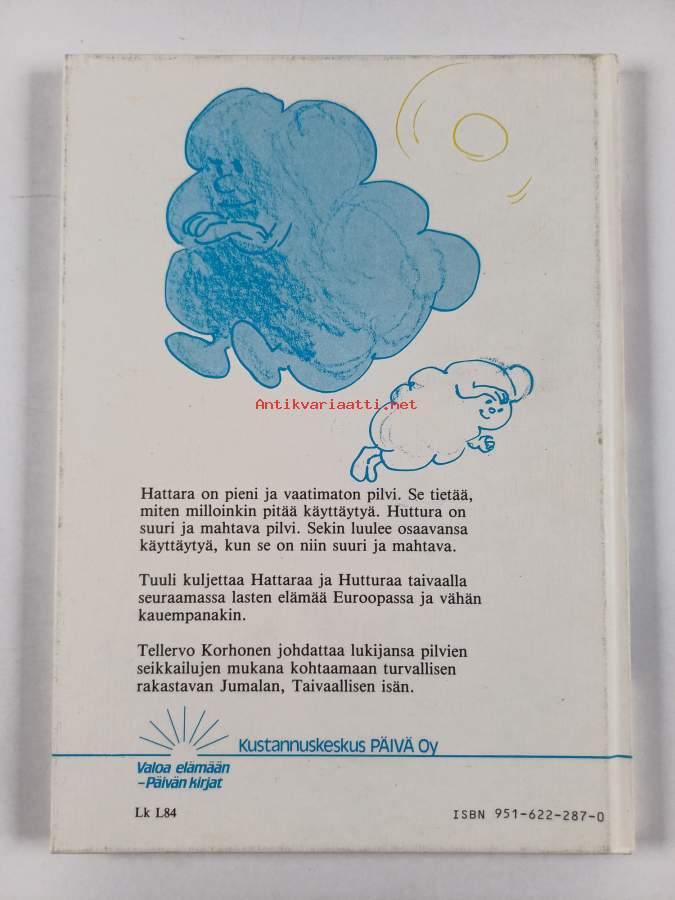 Antikvariaatti.net
Hattara on pieni ja vaatimaton pilvi. Se tietää,
miten milloinkin pitää käyttäytyä. Huttura on
suuri ja mahtava pilvi. Sekin luulee osaavansa
käyttäytyä, kun se on niin suuri ja mahtava.
Tuuli kuljettaa Hattaraa ja Hutturaa taivaalla
seuraamassa lasten elämää Euroopassa ja vähän
kauempanakin.
Tellervo Korhonen johdattaa lukijansa pilvien
seikkailujen mukana kohtaamaan turvallisen
rakastavan Jumalan, Taivaallisen isän.
Kustannuskeskus PÄIVÄ Oy
Valoa elämään
–Päivän kirjat
Lk L84
ISBN 951-622-287-0